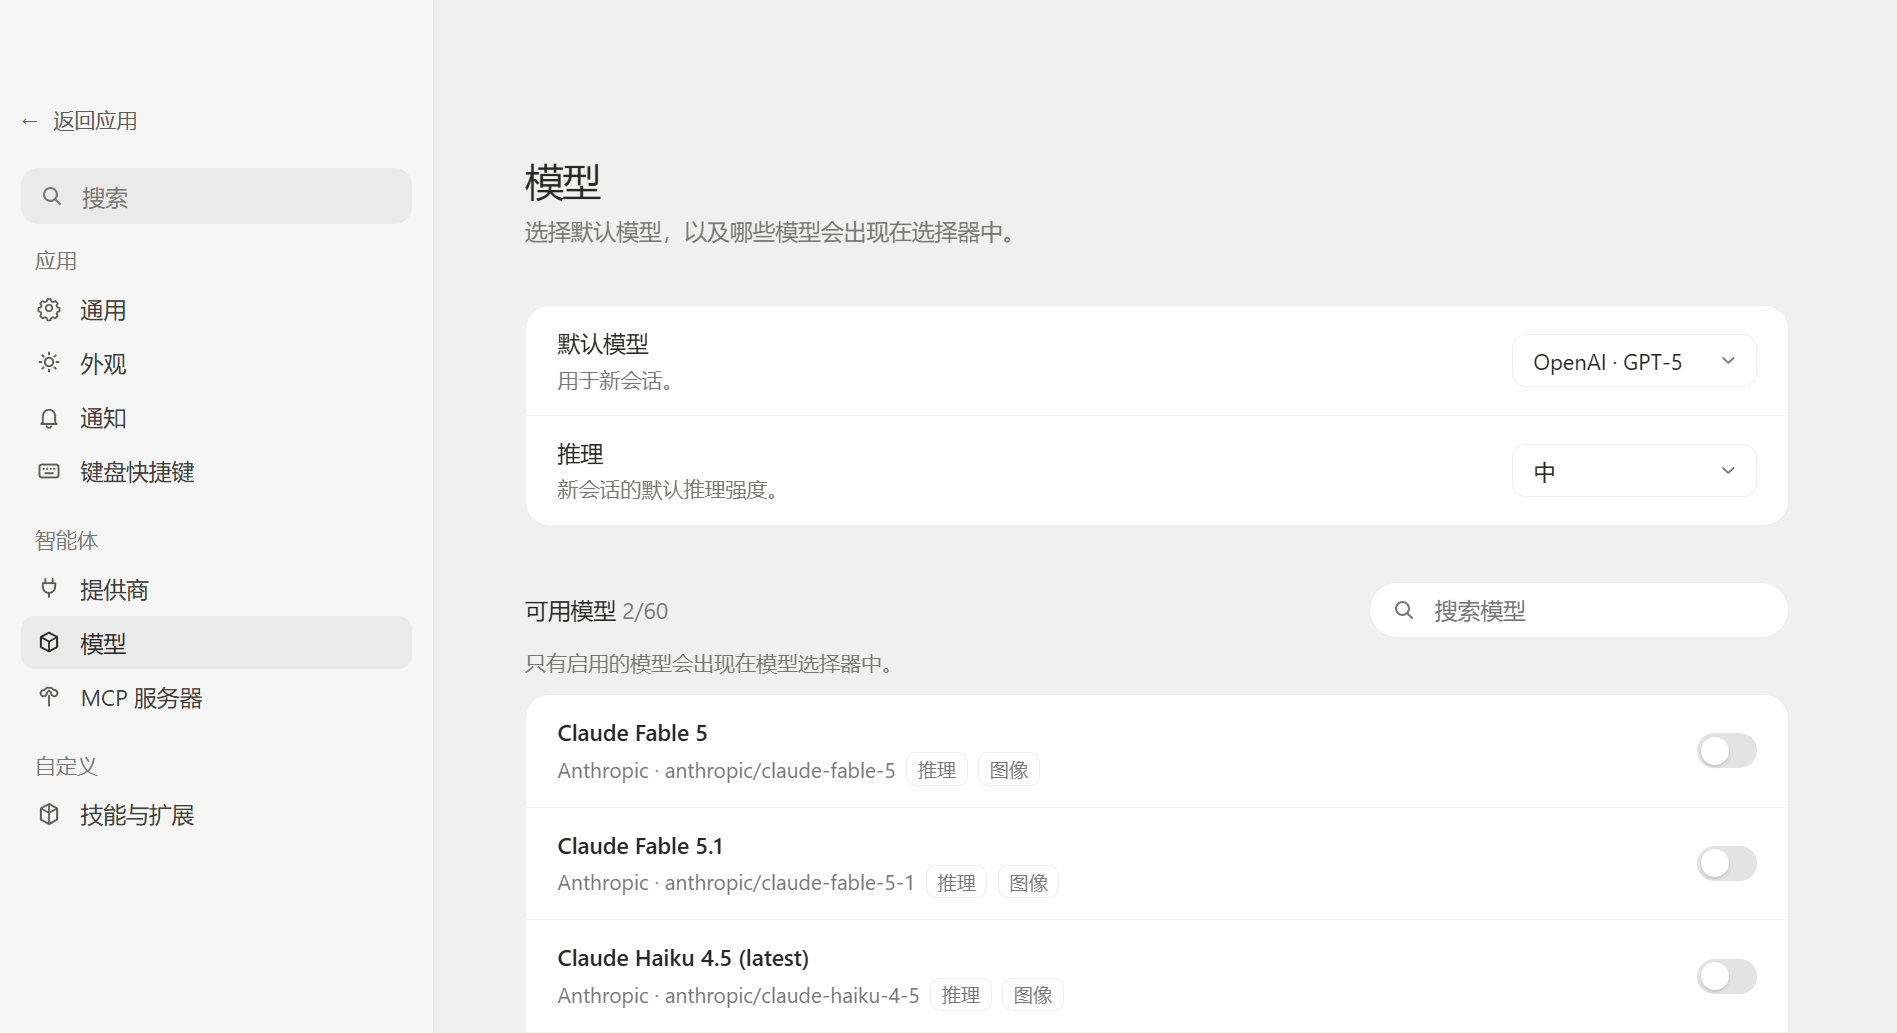 ← 返回应用
搜索
应用
通用
外观
通知
键盘快捷键
智能体
提供商
模型
MCP 服务器
自定义
技能与扩展
模型
选择默认模型，以及哪些模型会出现在选择器中。
默认模型
用于新会话。
OpenAI · GPT-5
推理
新会话的默认推理强度。
中
可用模型 2/60
搜索模型
只有启用的模型会出现在模型选择器中。
Claude Fable 5
Anthropic · anthropic/claude-fable-5 推理 图像
Claude Fable 5.1
Anthropic · anthropic/claude-fable-5-1 推理 图像
Claude Haiku 4.5 (latest)
Anthropic · anthropic/claude-haiku-4-5 推理 图像